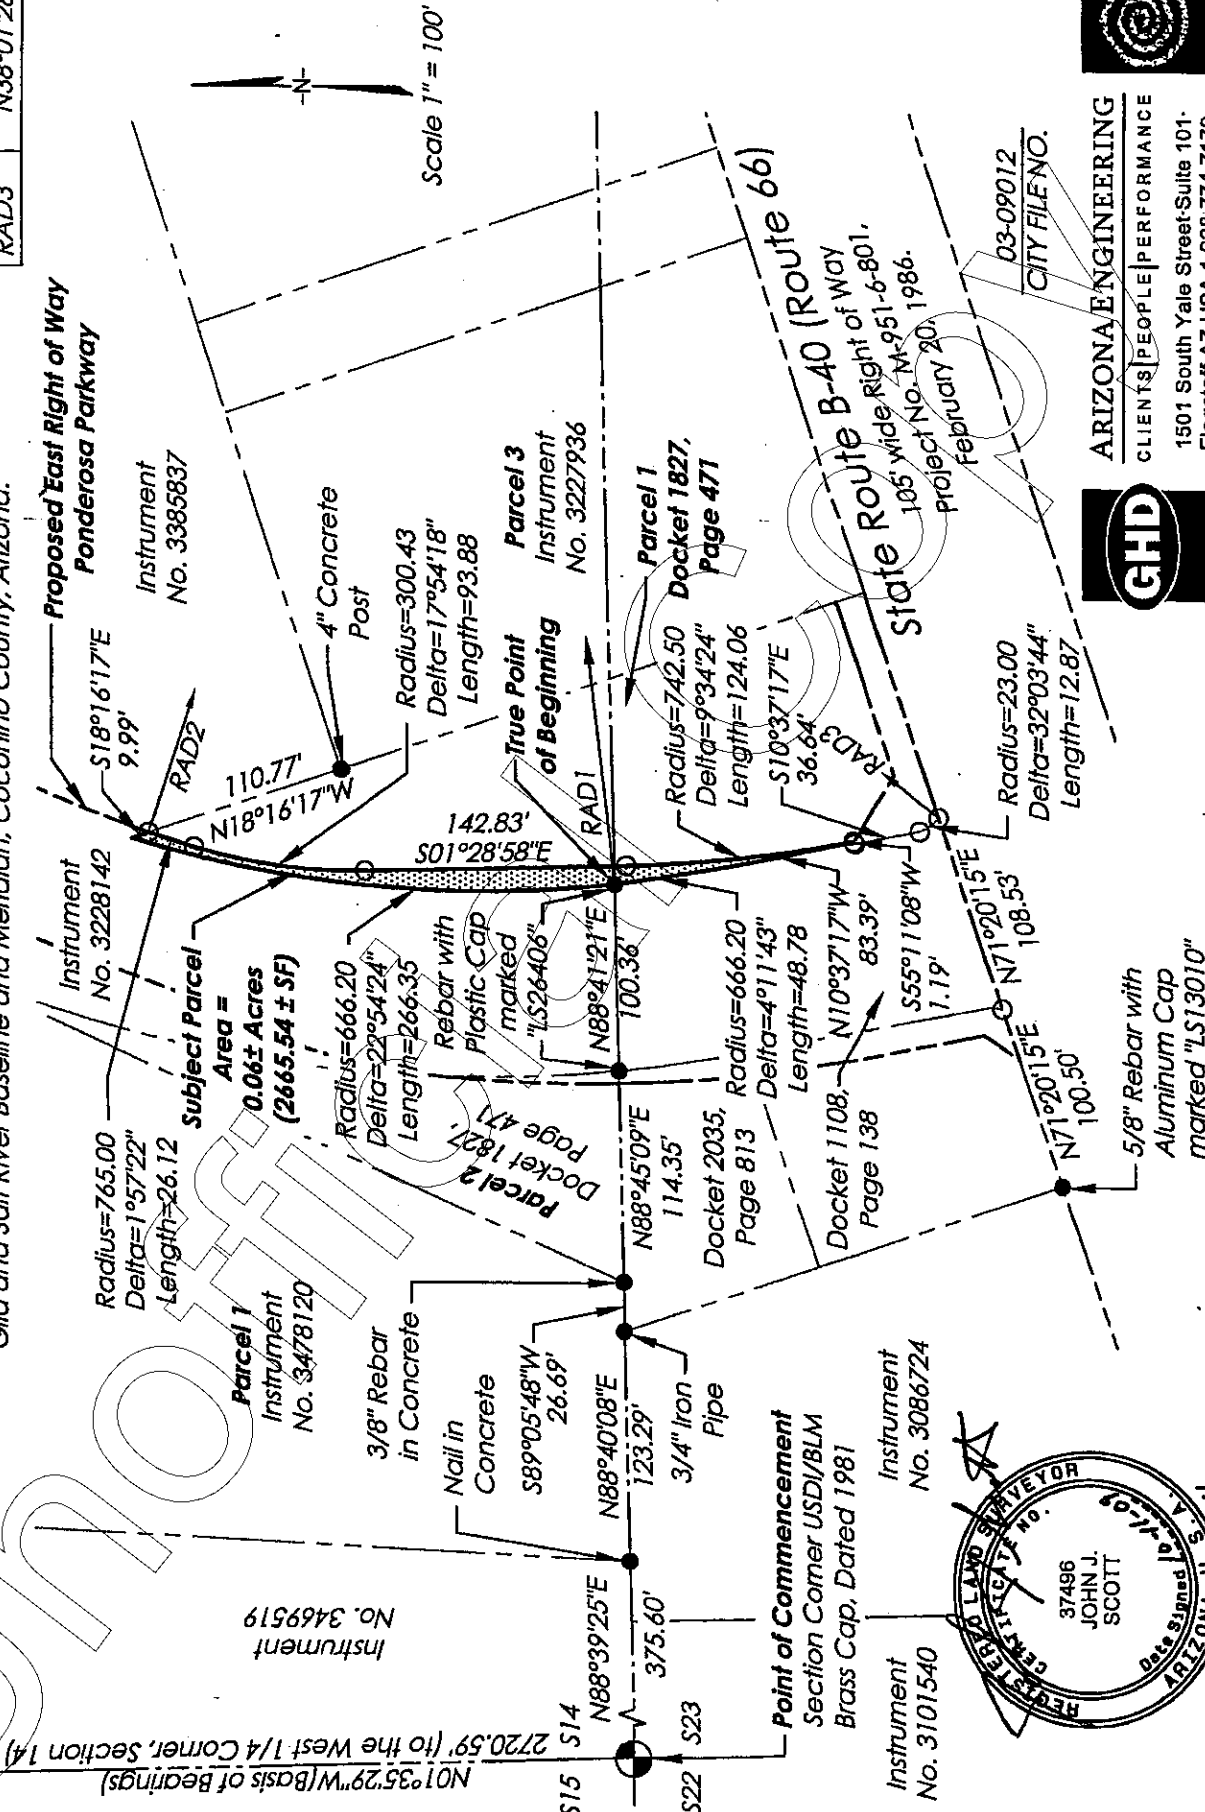 Gila and Salt River Baseline and Meridian, Coconino County, Arizona.
RAD3
Proposed East Right of Way
Ponderosa Parkway
Instrument
No. 3385837
S18°16'17"E
9.99'
RAD2
Instrument
No. 3228142
110.77'
N18°16'17"W
4" Concrete
Post
-N-
Scale 1" = 100'
Radius=765.00
Delta=1°57'22"
Length=26.12
Subject Parcel
Area =
0.06± Acres
(2665.54 ± SF)
Radius=300.43
Delta=17°54'18"
Length=93.88
Radius=666.20
Delta=22°54'24"
Length=266.35
142.83'
S01°28'58"E
True Point
of Beginning
RAD1
Parcel 3
Instrument
No. 3227936
Parcel 1
Instrument
No. 3478120
3/8" Rebar
in Concrete
Nail in
Concrete
Parcel 2
Docket 1827,
Page 471
Rebar with
Plastic Cap
marked
"LS26406"
Parcel 1
Docket 1827,
Page 471
Instrument
No. 3469519
N01°35'29"W(Basis of Bearings)
2720.59' (to the West 1/4 Corner, Section 14)
S15
S14
S22
S23
N88°39'25"E
375.60'
N88°40'08"E
123.29'
S89°05'48"W
26.69'
N88°45'09"E
114.35'
N88°41'21"E
100.36'
3/4" Iron
Pipe
Docket 2035,
Page 813
Radius=666.20
Delta=4°11'43"
Length=48.78
Radius=742.50
Delta=9°34'24"
Length=124.06
S10°37'17"E
36.64'
RAD3
Docket 1108,
Page 138
N10°37'17"W
83.39'
S55°11'08"W
1.19'
Radius=23.00
Delta=32°03'44"
Length=12.87
N71°20'15"E
108.53'
N71°20'15"E
100.50'
5/8" Rebar with
Aluminum Cap
marked "LS13010"
State Route B-40 (Route 66)
105' wide Right of Way
Project No. M-951-6-801,
February 20, 1986.
Point of Commencement
Section Corner USDI/BLM
Brass Cap, Dated 1981
Instrument
No. 3086724
Instrument
No. 3101540
REGISTERED LAND SURVEYOR
CERTIFICATE NO.
37496
JOHN J.
SCOTT
Date Signed
03-09012
CITY FILE NO.
GHD
ARIZONA ENGINEERING
CLIENTS|PEOPLE|PERFORMANCE
1501 South Yale Street-Suite 101-
Unofficial
Copy